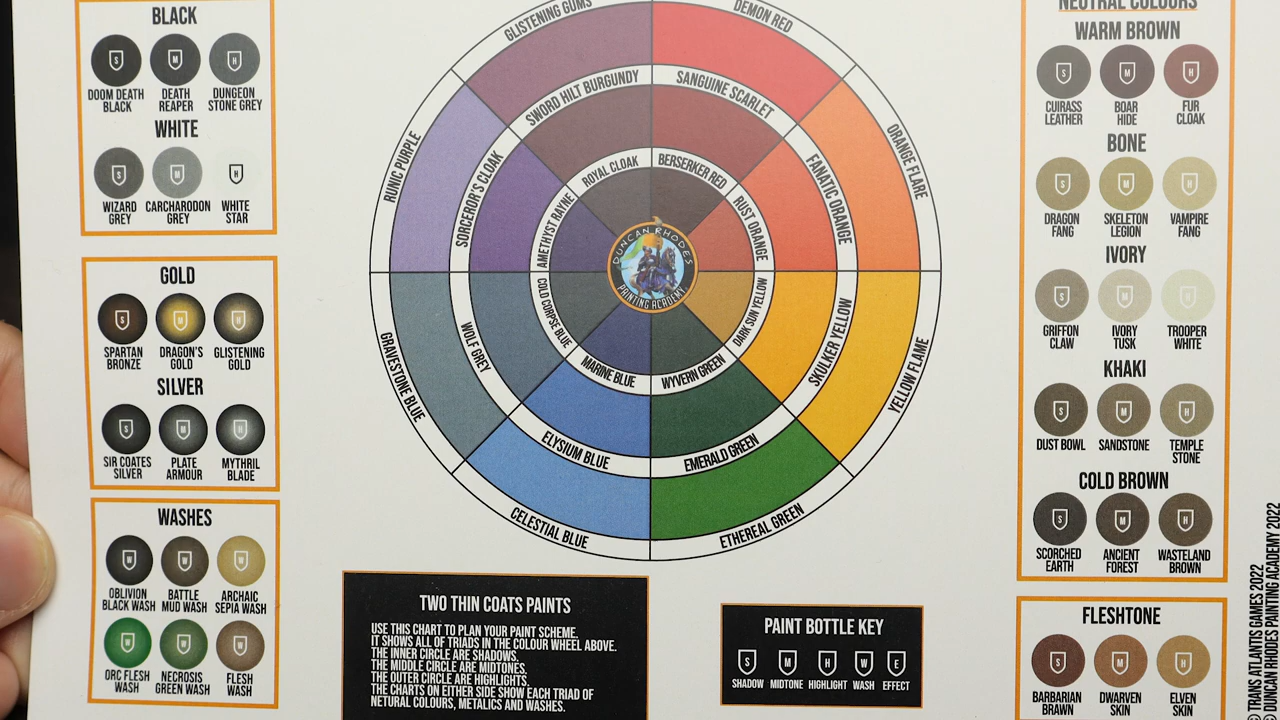 BLACK
S
M
H
DOOM DEATH
BLACK
DEATH
REAPER
DUNGEON
STONE GREY
WHITE
S
M
H
WIZARD
GREY
CARCHARODON
GREY
WHITE
STAR
GOLD
S
M
H
SPARTAN
BRONZE
DRAGON'S
GOLD
GLISTENING
GOLD
SILVER
S
M
H
SIR COATES
SILVER
PLATE
ARMOUR
MYTHRIL
BLADE
WASHES
W
W
W
OBLIVION
BLACK WASH
BATTLE
MUD WASH
ARCHAIC
SEPIA WASH
W
W
W
ORC FLESH
WASH
NECROSIS
GREEN WASH
FLESH
WASH
GLISTENING GUMS
DEMON RED
ORANGE FLARE
YELLOW FLAME
ETHEREAL GREEN
CELESTIAL BLUE
GRAVESTONE BLUE
RUNIC PURPLE
SWORD HILT BURGUNDY
SANGUINE SCARLET
FANATIC ORANGE
SKULKER YELLOW
EMERALD GREEN
ELYSIUM BLUE
WOLF GREY
SORCEROR'S CLOAK
ROYAL CLOAK
BERSERKER RED
RUST ORANGE
DARK SUN YELLOW
WYVERN GREEN
MARINE BLUE
COLD CORPSE BLUE
AMETHYST RAYNE
DUNCAN RHODES
PAINTING ACADEMY
TWO THIN COATS PAINTS
USE THIS CHART TO PLAN YOUR PAINT SCHEME.
IT SHOWS ALL OF TRIADS IN THE COLOUR WHEEL ABOVE.
THE INNER CIRCLE ARE SHADOWS.
THE MIDDLE CIRCLE ARE MIDTONES.
THE OUTER CIRCLE ARE HIGHLIGHTS.
THE CHARTS ON EITHER SIDE SHOW EACH TRIAD OF
NETURAL COLOURS, METALICS AND WASHES.
PAINT BOTTLE KEY
S
M
H
W
E
SHADOW
MIDTONE
HIGHLIGHT
WASH
EFFECT
NEUTRAL COLOURS
WARM BROWN
S
M
H
CUIRASS
LEATHER
BOAR
HIDE
FUR
CLOAK
BONE
S
M
H
DRAGON
FANG
SKELETON
LEGION
VAMPIRE
FANG
IVORY
S
M
H
GRIFFON
CLAW
IVORY
TUSK
TROOPER
WHITE
KHAKI
S
M
H
DUST BOWL
SANDSTONE
TEMPLE
STONE
COLD BROWN
S
M
H
SCORCHED
EARTH
ANCIENT
FOREST
WASTELAND
BROWN
FLESHTONE
S
M
H
BARBARIAN
BRAWN
DWARVEN
SKIN
ELVEN
SKIN
© TRANS ATLANTIS GAMES 2022
DUNCAN RHODES PAINTING ACADEMY 2022